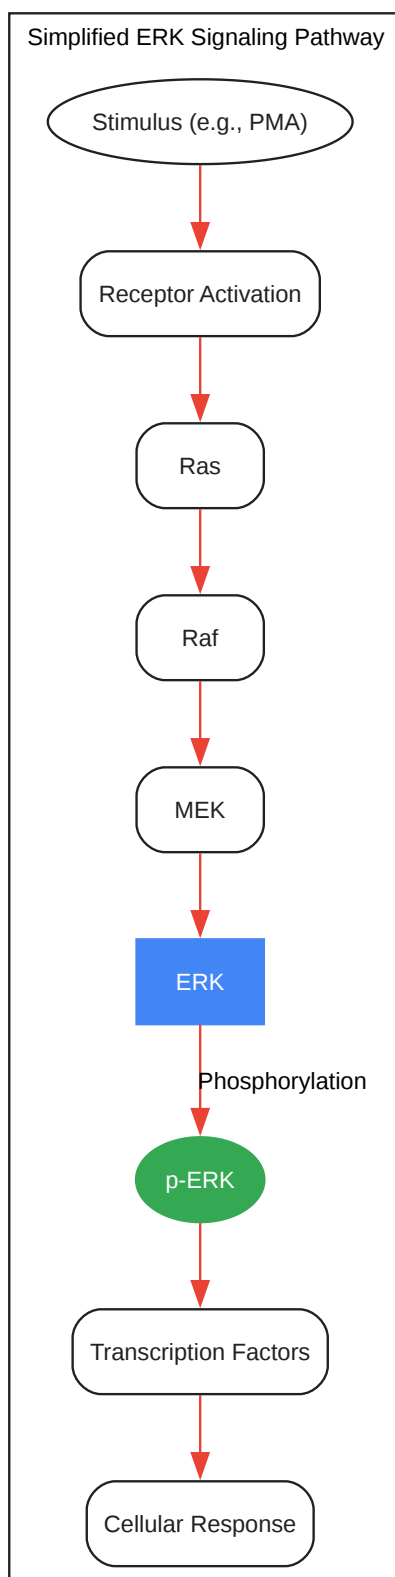 Simplified ERK Signaling Pathway
Stimulus (e.g., PMA)
Receptor Activation
Ras
Raf
MEK
ERK
Phosphorylation
p-ERK
Transcription Factors
Cellular Response